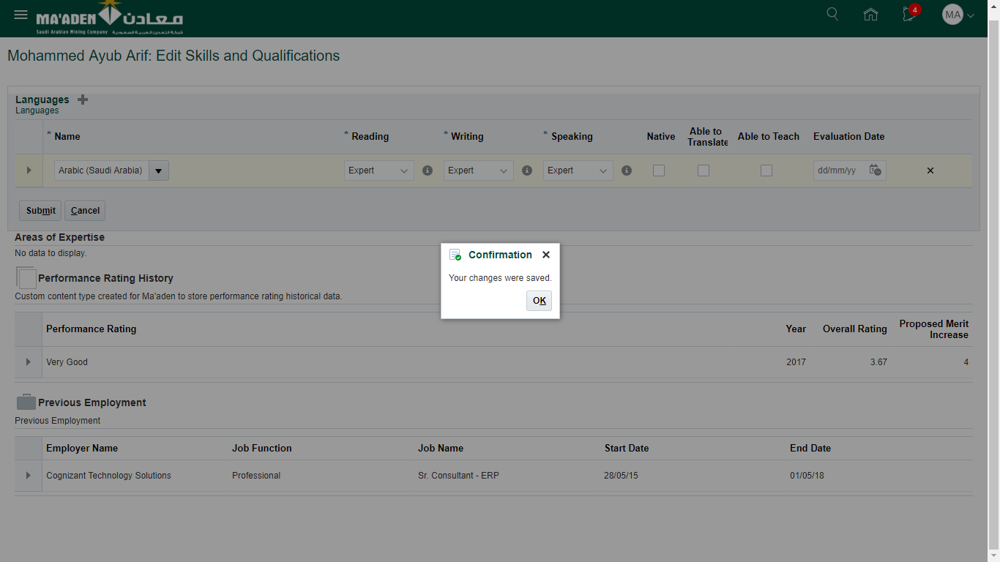 MA'ADEN معادن
Saudi Arabian Mining Company شركة التعدين العربية السعودية
4
MA
Mohammed Ayub Arif: Edit Skills and Qualifications
Languages
Languages
* Name * Reading * Writing * Speaking Native Able to Translate Able to Teach Evaluation Date
Arabic (Saudi Arabia) Expert Expert Expert dd/mm/yy
Submit Cancel
Areas of Expertise
No data to display.
Confirmation
Your changes were saved.
OK
Performance Rating History
Custom content type created for Ma'aden to store performance rating historical data.
Performance Rating Year Overall Rating Proposed Merit Increase
Very Good 2017 3.67 4
Previous Employment
Previous Employment
Employer Name Job Function Job Name Start Date End Date
Cognizant Technology Solutions Professional Sr. Consultant - ERP 28/05/15 01/05/18